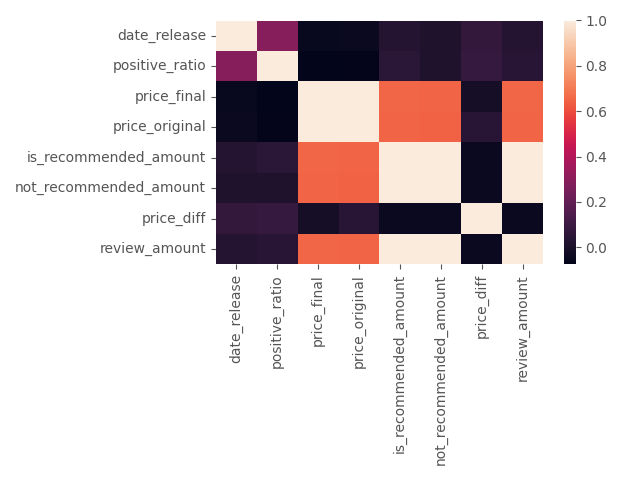 date_release
positive_ratio
price_final
price_original
is_recommended_amount
not_recommended_amount
price_diff
review_amount
date_release
positive_ratio
price_final
price_original
is_recommended_amount
not_recommended_amount
price_diff
review_amount
1.0
0.8
0.6
0.4
0.2
0.0